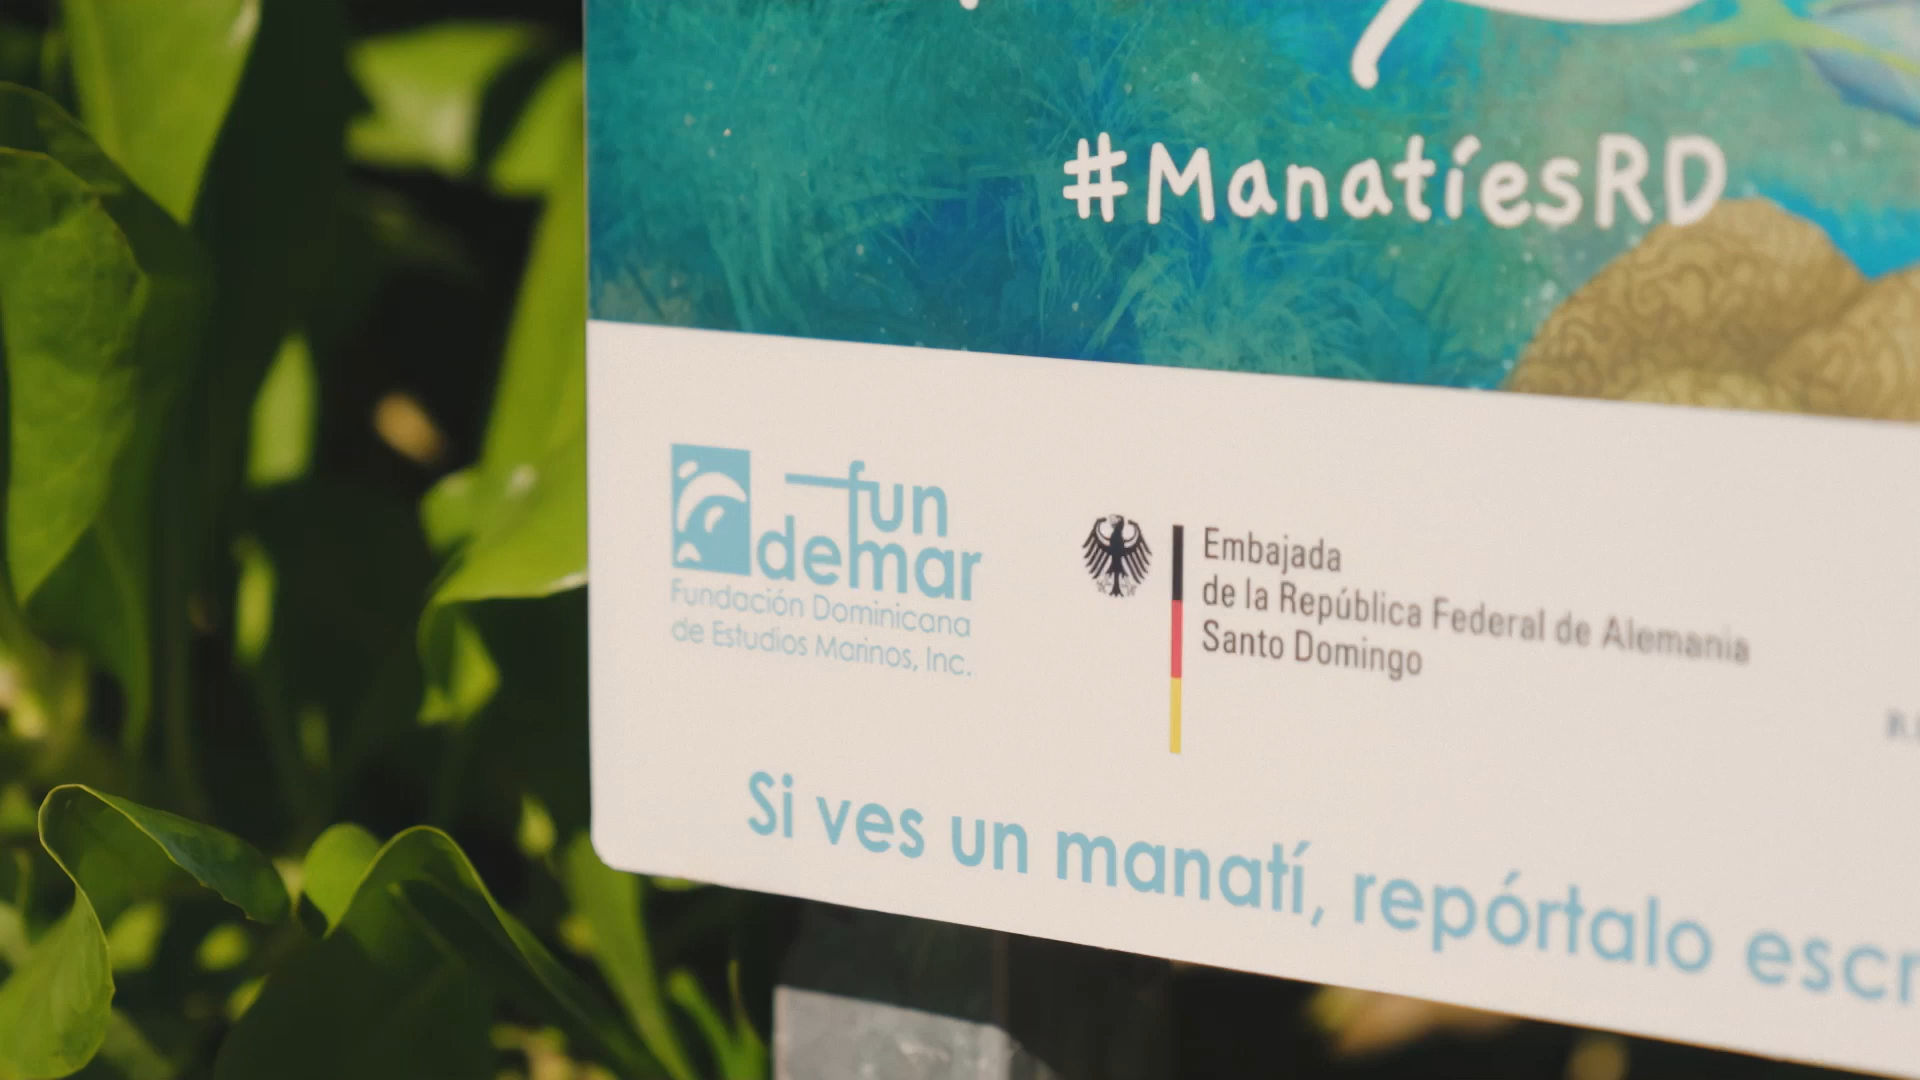 #ManatíesRD
fun
demar
Fundación Dominicana
de Estudios Marinos, Inc.
Embajada
de la República Federal de Alemania
Santo Domingo
Si ves un manatí, repórtalo escr